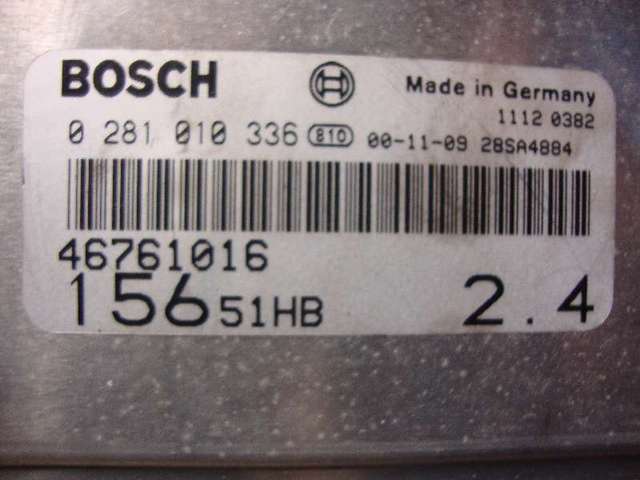 BOSCH Made in Germany
1112 0382
0 281 010 336 B10 00-11-09 28SA4884
46761016
156 51HB 2.4